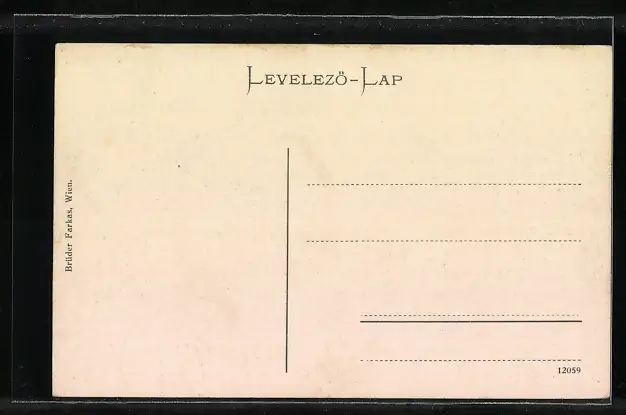 LEVELEZŐ-LAP
Brüder Farkas, Wien.
12059